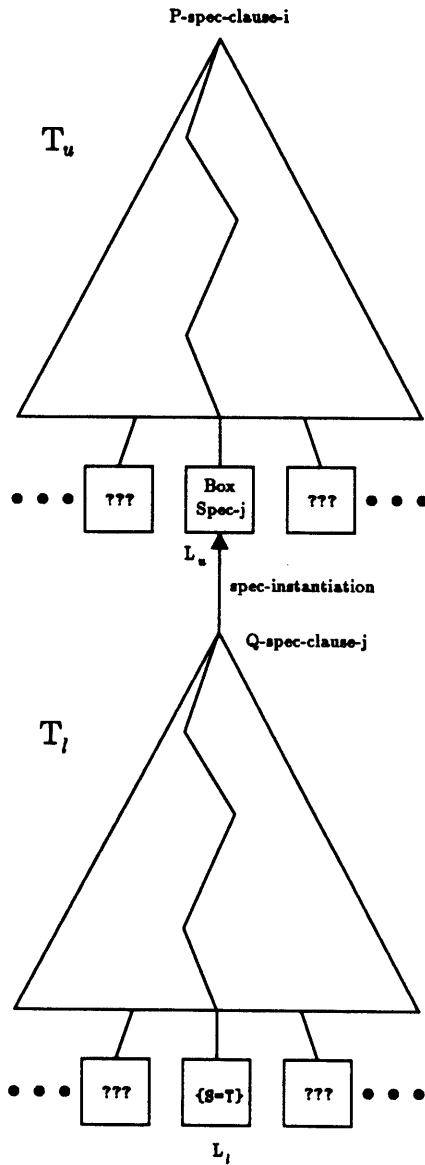 P-spec-clause-i
T_u
??? Box Spec-j ???
L_u
spec-instantiation
Q-spec-clause-j
T_l
??? {S=T} ???
L_l